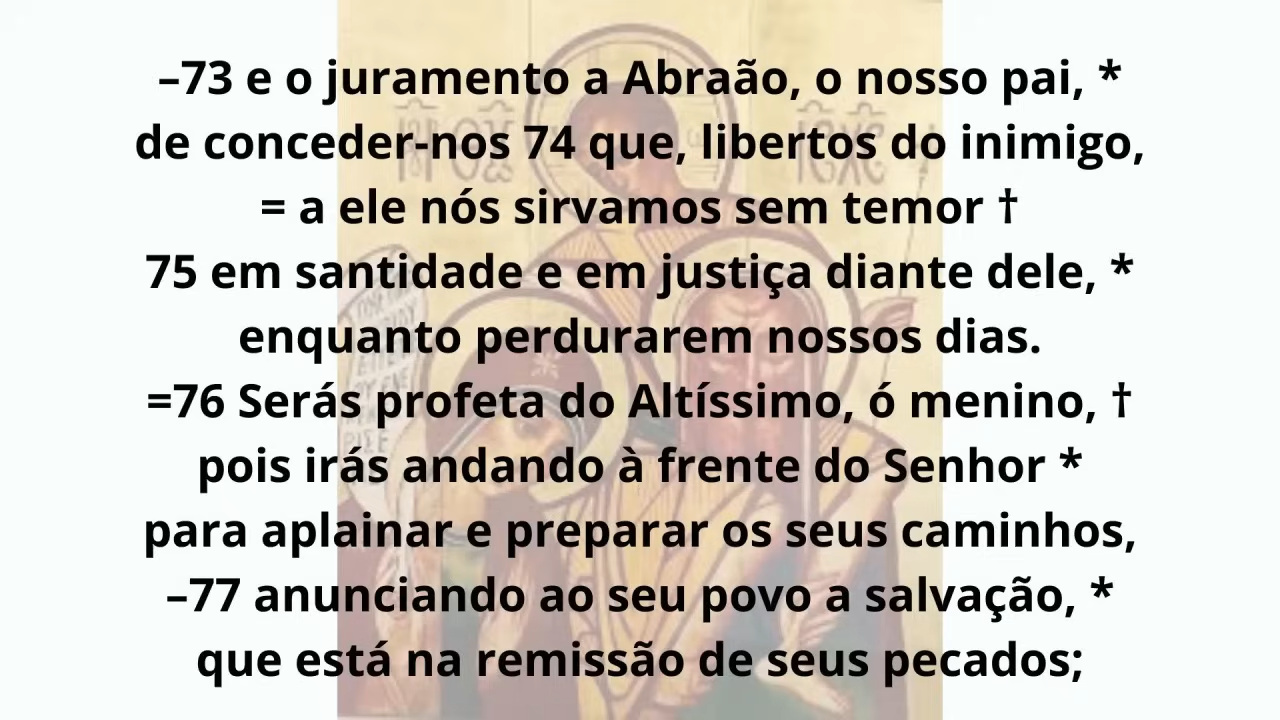 –73 e o juramento a Abraão, o nosso pai, *
de conceder-nos 74 que, libertos do inimigo,
= a ele nós sirvamos sem temor †
75 em santidade e em justiça diante dele, *
enquanto perdurarem nossos dias.
=76 Serás profeta do Altíssimo, ó menino, †
pois irás andando à frente do Senhor *
para aplainar e preparar os seus caminhos,
–77 anunciando ao seu povo a salvação, *
que está na remissão de seus pecados;